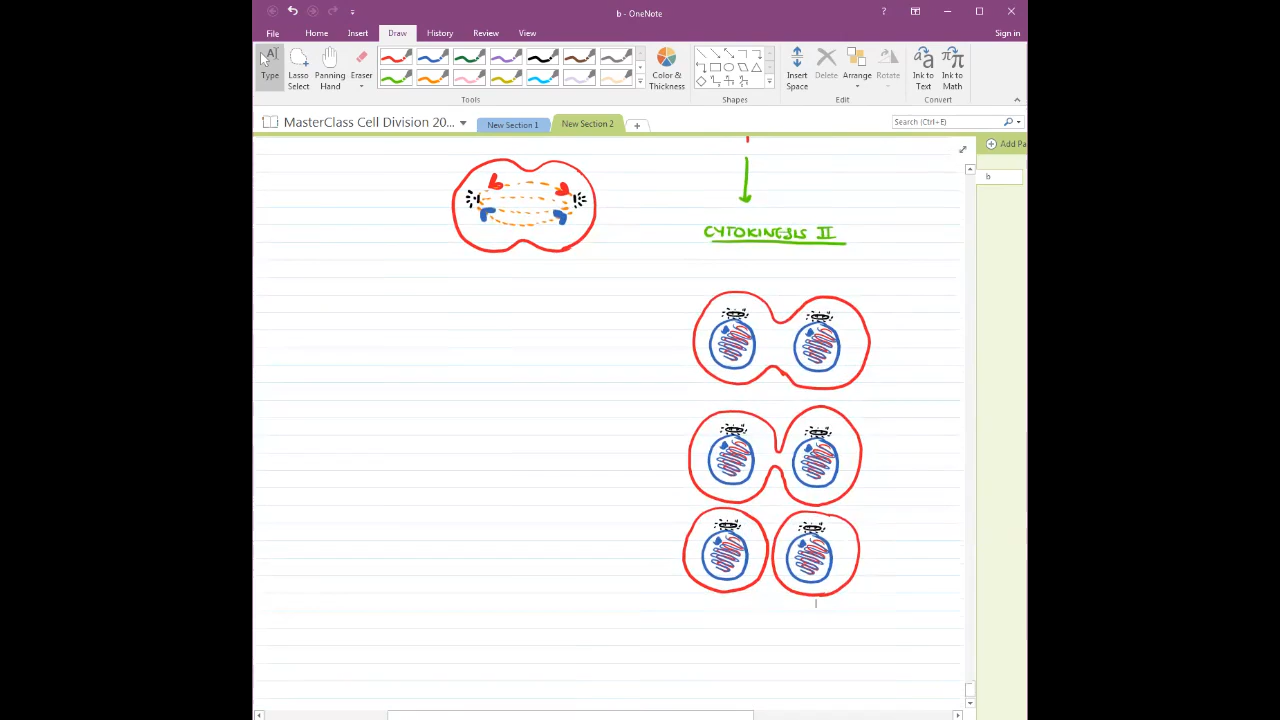 b - OneNote
?
File Home Insert Draw History Review View
Sign in
Type
Lasso Select
Panning Hand
Eraser
Color & Thickness
Insert Space
Delete
Arrange
Rotate
Ink to Text
Ink to Math
Tools
Shapes
Edit
Convert
MasterClass Cell Division 20...
New Section 1
New Section 2
Search (Ctrl+E)
Add Pa
b
CYTOKINESIS II